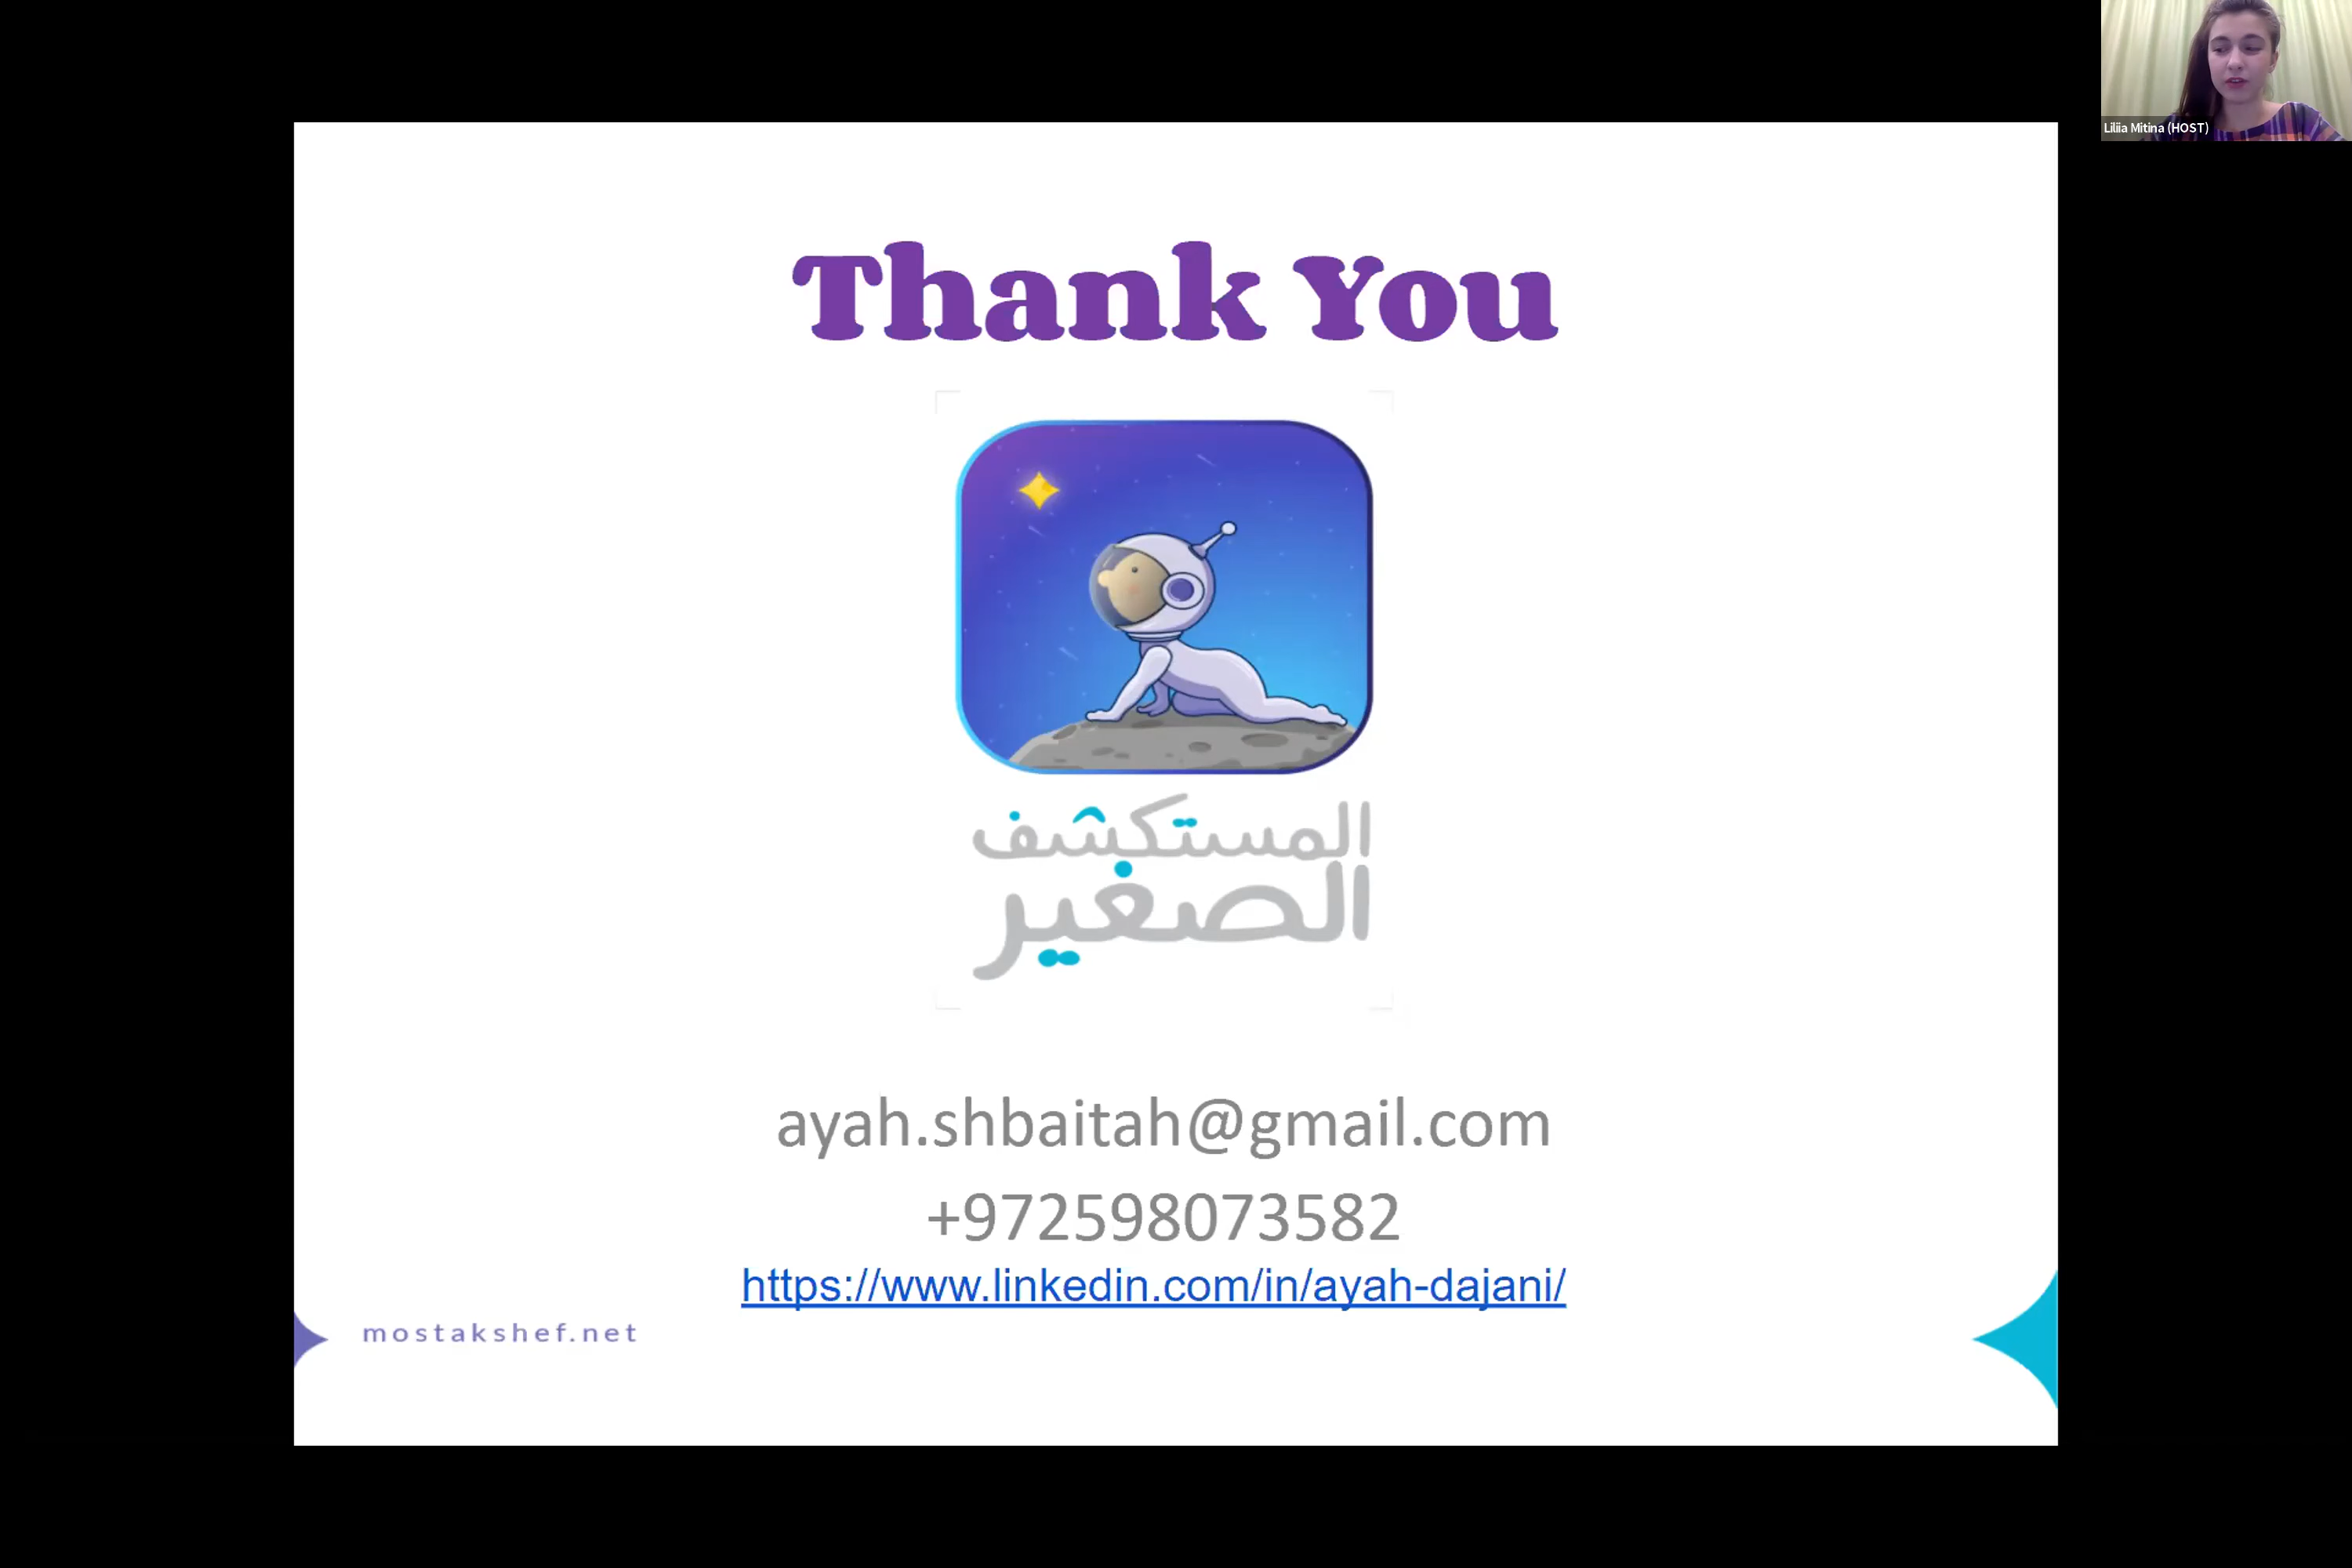 Liliia Mitina (HOST)
Thank You
المستكشف
الصغير
ayah.shbaitah@gmail.com
+972598073582
https://www.linkedin.com/in/ayah-dajani/
mostakshef.net